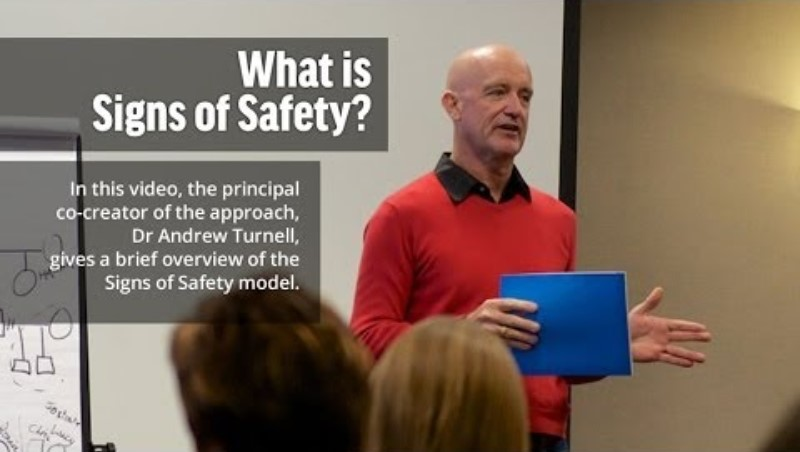 What is
Signs of Safety?
In this video, the principal
co-creator of the approach,
Dr Andrew Turnell,
gives a brief overview of the
Signs of Safety model.